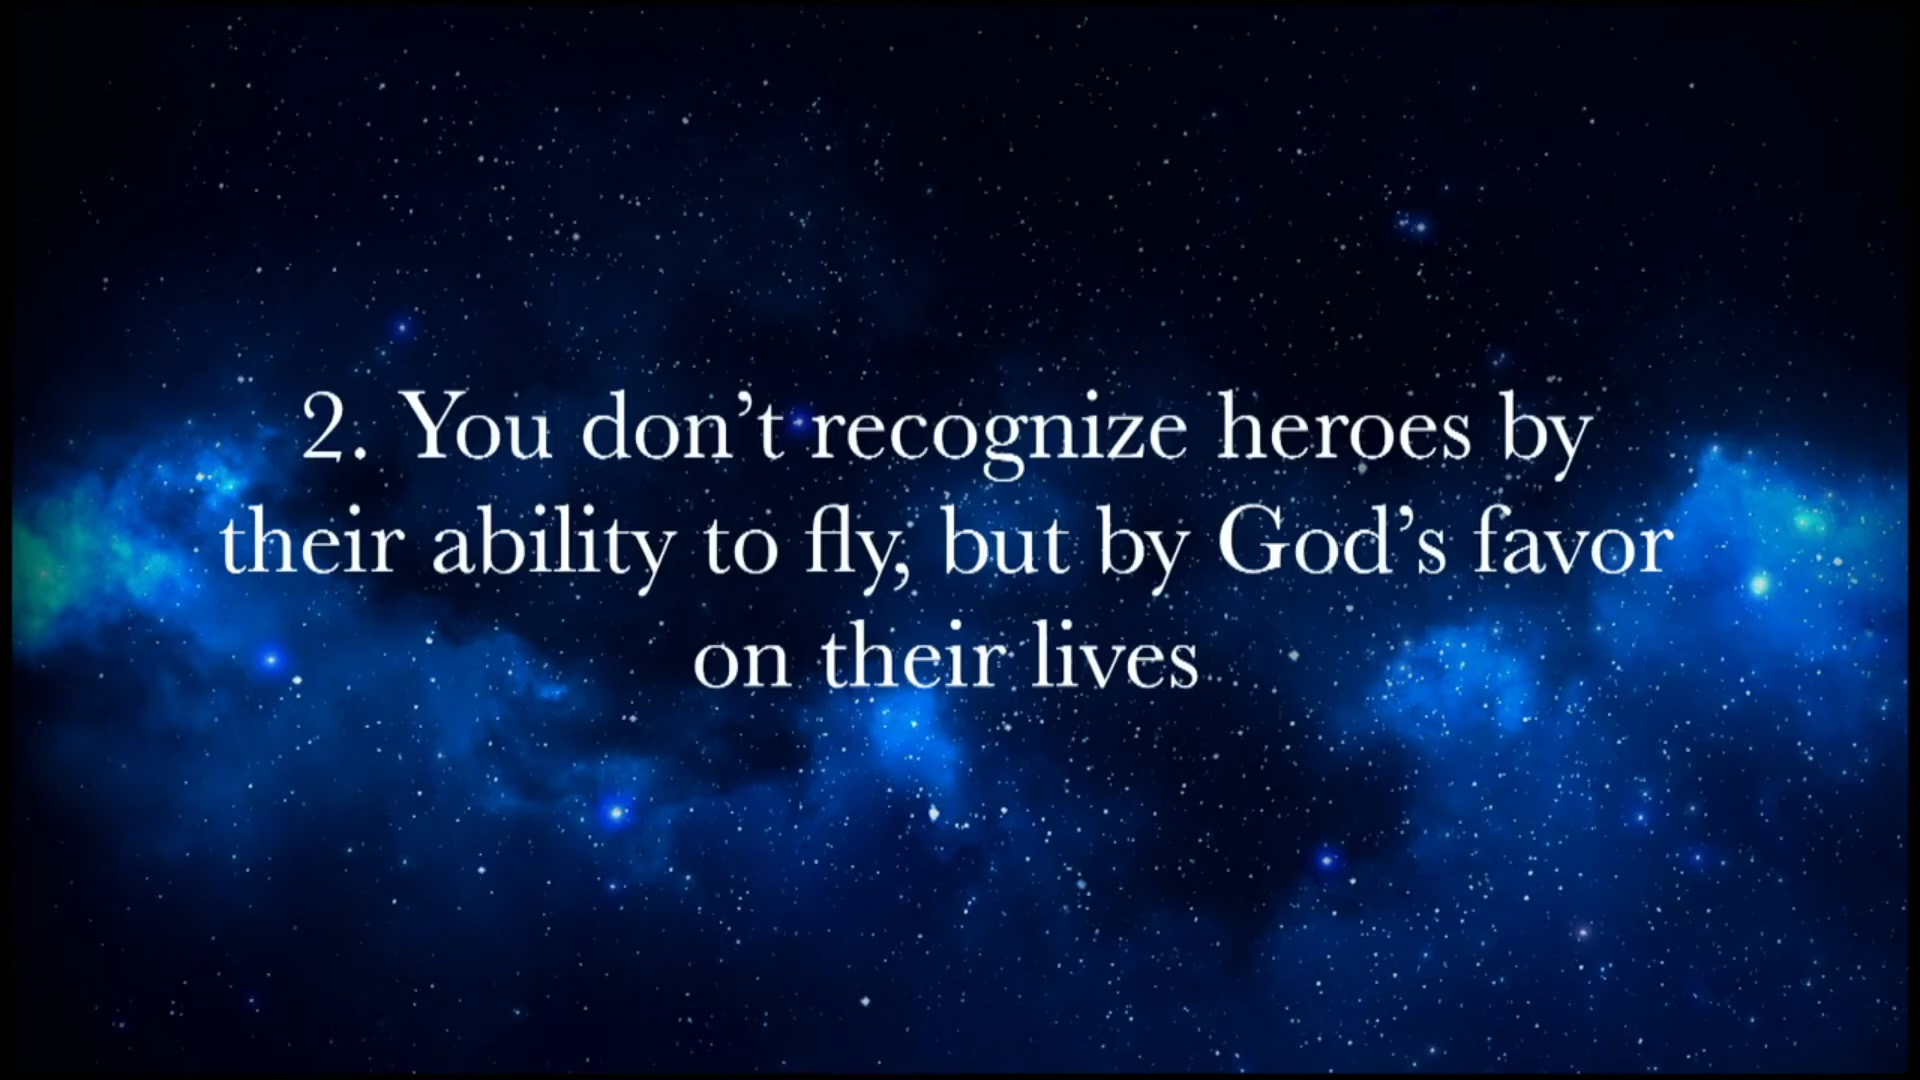 2. You don’t recognize heroes by
their ability to fly, but by God’s favor
on their lives